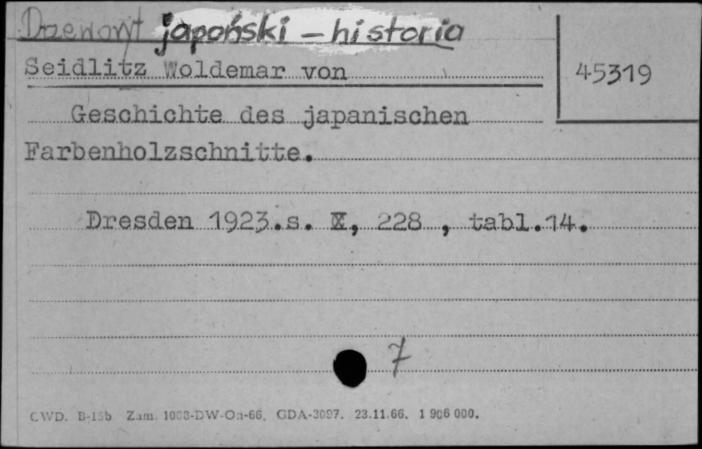 Drzeworyt japoński – historia
Seidlitz Woldemar von
45319
Geschichte des japanischen
Farbenholzschnitte.
Dresden 1923.s. X, 228 , tabl.14.
7
CWD. B-15b Zam. DW-On-66. GDA-3097. 23.11.66. 1 906 000.